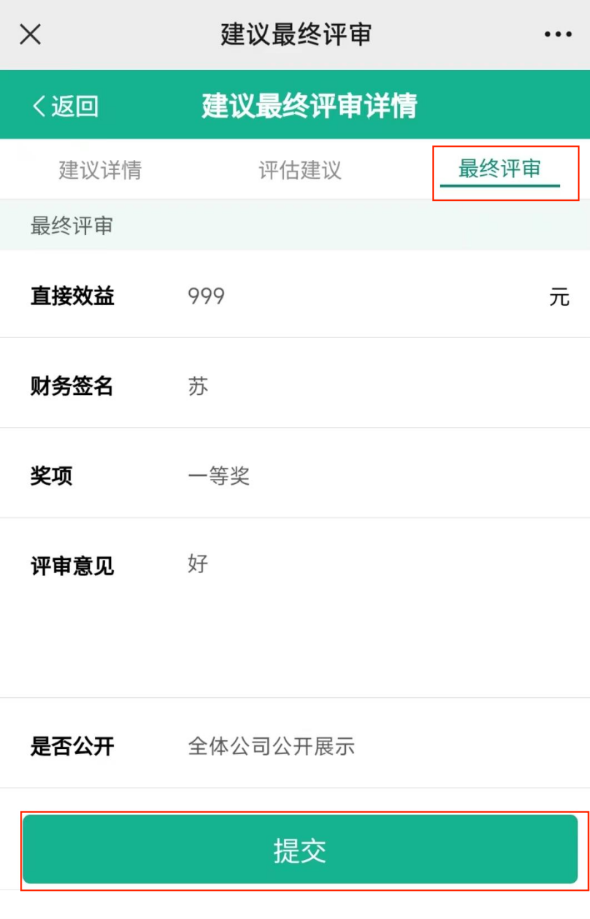 建议最终评审
返回 建议最终评审详情
建议详情 评估建议 最终评审
最终评审
直接效益 999 元
财务签名 苏
奖项 一等奖
评审意见 好
是否公开 全体公司公开展示
提交